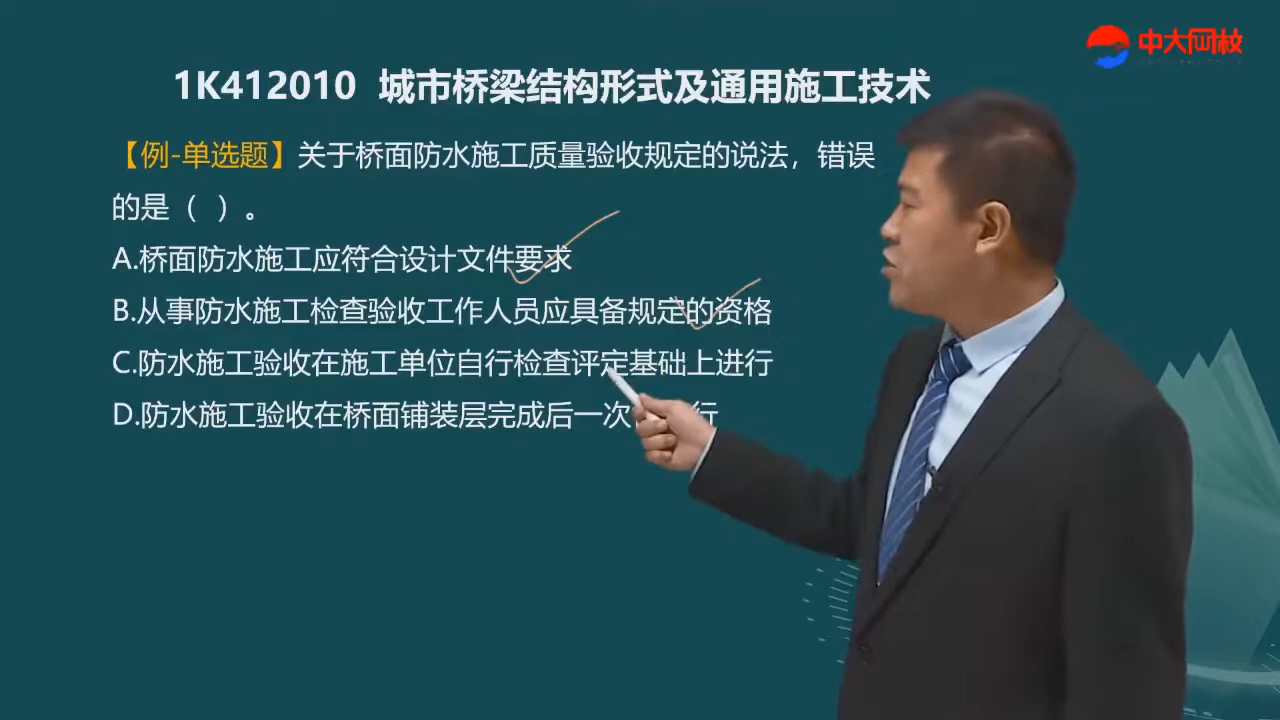 中大网校
1K412010 城市桥梁结构形式及通用施工技术
【例-单选题】关于桥面防水施工质量验收规定的说法，错误
的是（ ）。
A.桥面防水施工应符合设计文件要求
B.从事防水施工检查验收工作人员应具备规定的资格
C.防水施工验收在施工单位自行检查评定基础上进行
D.防水施工验收在桥面铺装层完成后一次 行